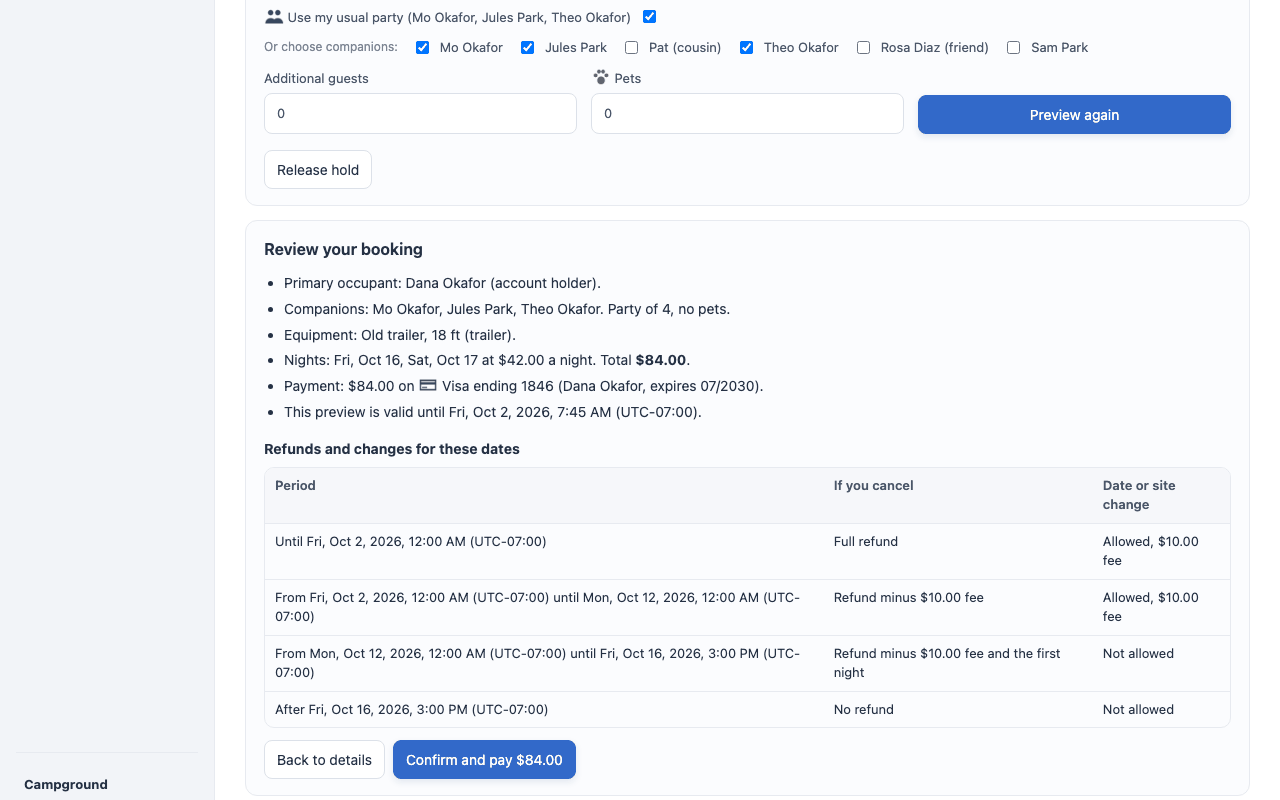 Use my usual party (Mo Okafor, Jules Park, Theo Okafor)
Or choose companions: Mo Okafor Jules Park Pat (cousin) Theo Okafor Rosa Diaz (friend) Sam Park
Additional guests Pets
0 0 Preview again
Release hold
Review your booking
Primary occupant: Dana Okafor (account holder).
Companions: Mo Okafor, Jules Park, Theo Okafor. Party of 4, no pets.
Equipment: Old trailer, 18 ft (trailer).
Nights: Fri, Oct 16, Sat, Oct 17 at $42.00 a night. Total $84.00.
Payment: $84.00 on Visa ending 1846 (Dana Okafor, expires 07/2030).
This preview is valid until Fri, Oct 2, 2026, 7:45 AM (UTC-07:00).
Refunds and changes for these dates
Period If you cancel Date or site
change
Until Fri, Oct 2, 2026, 12:00 AM (UTC-07:00) Full refund Allowed, $10.00
fee
From Fri, Oct 2, 2026, 12:00 AM (UTC-07:00) until Mon, Oct 12, 2026, 12:00 AM (UTC- Refund minus $10.00 fee Allowed, $10.00
07:00) fee
From Mon, Oct 12, 2026, 12:00 AM (UTC-07:00) until Fri, Oct 16, 2026, 3:00 PM (UTC- Refund minus $10.00 fee and the first Not allowed
07:00) night
After Fri, Oct 16, 2026, 3:00 PM (UTC-07:00) No refund Not allowed
Back to details Confirm and pay $84.00
Campground